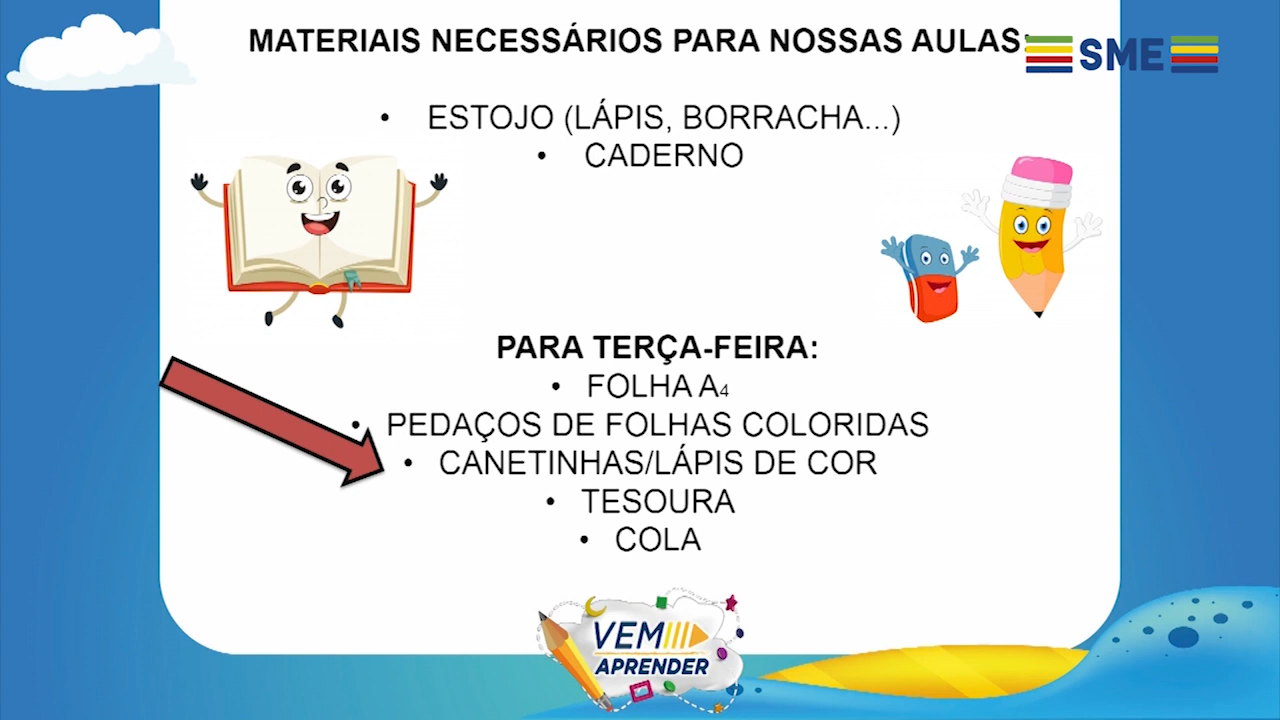 MATERIAIS NECESSÁRIOS PARA NOSSAS AULAS:
SME
• ESTOJO (LÁPIS, BORRACHA...)
• CADERNO
PARA TERÇA-FEIRA:
• FOLHA A4
• PEDAÇOS DE FOLHAS COLORIDAS
• CANETINHAS/LÁPIS DE COR
• TESOURA
• COLA
VEM
APRENDER